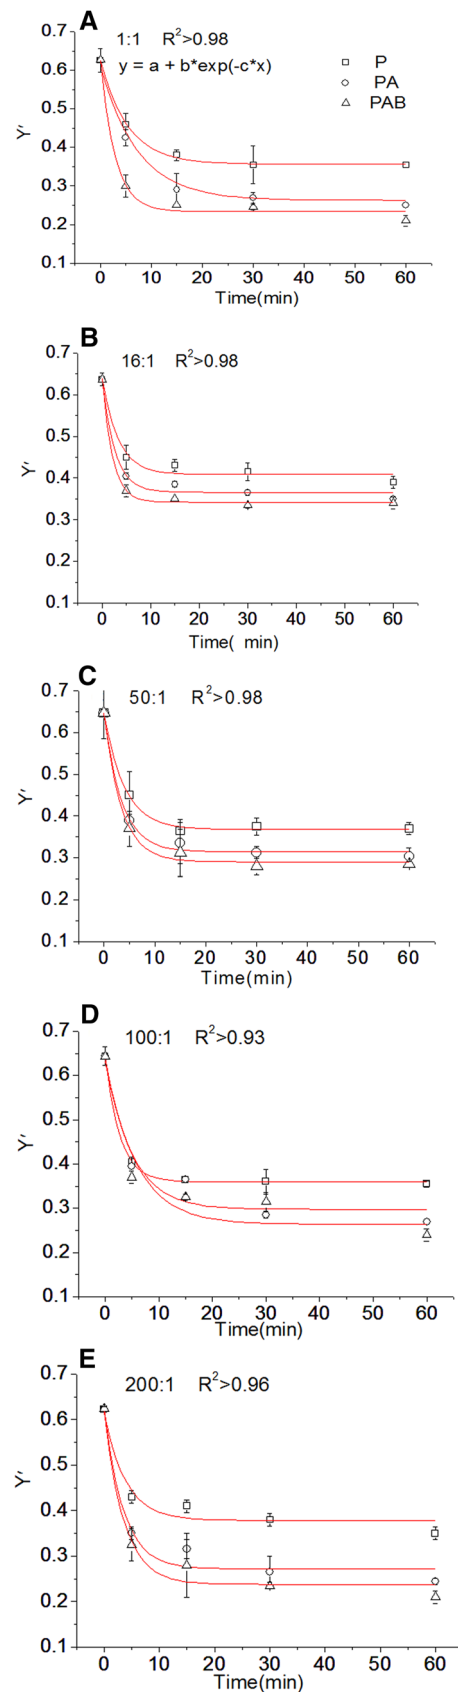 A
0.7
1:1 R²>0.98
y = a + b*exp(-c*x)
P
PA
PAB
0.6
0.5
0.4
0.3
0.2
0.1
Y'
0 10 20 30 40 50 60
Time(min)
B
0.7
16:1 R²>0.98
0.6
0.5
0.4
0.3
0.2
0.1
Y'
0 10 20 30 40 50 60
Time( min)
C
0.7
50:1 R²>0.98
0.6
0.5
0.4
0.3
0.2
0.1
Y'
0 10 20 30 40 50 60
Time(min)
D
0.7
100:1 R²>0.93
0.6
0.5
0.4
0.3
0.2
0.1
Y'
0 10 20 30 40 50 60
Time(min)
E
0.7
200:1 R²>0.96
0.6
0.5
0.4
0.3
0.2
0.1
Y'
0 10 20 30 40 50 60
Time(min)